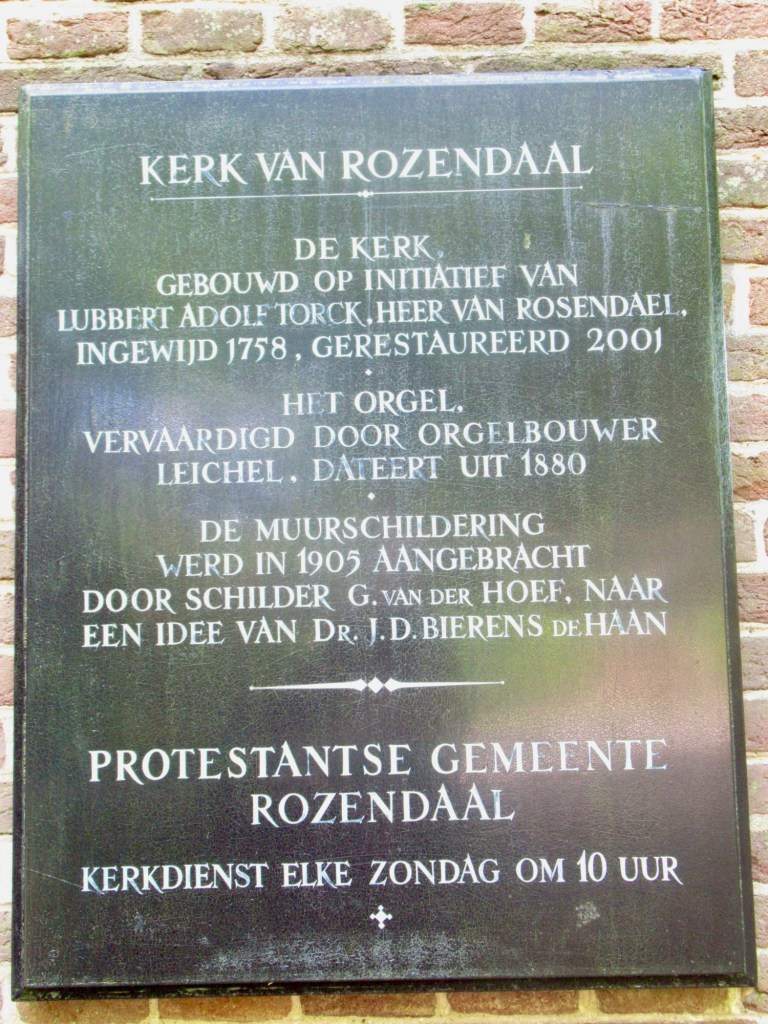 KERK VAN ROZENDAAL
DE KERK,
GEBOUWD OP INITIATIEF VAN
LUBBERT ADOLF TORCK, HEER VAN ROSENDAEL,
INGEWIJD 1758, GERESTAUREERD 2001
HET ORGEL,
VERVAARDIGD DOOR ORGELBOUWER
LEICHEL, DATEERT UIT 1880
DE MUURSCHILDERING
WERD IN 1905 AANGEBRACHT
DOOR SCHILDER G. VAN DER HOEF, NAAR
EEN IDEE VAN DR. J.D. BIERENS DE HAAN
PROTESTANTSE GEMEENTE
ROZENDAAL
KERKDIENST ELKE ZONDAG OM 10 UUR